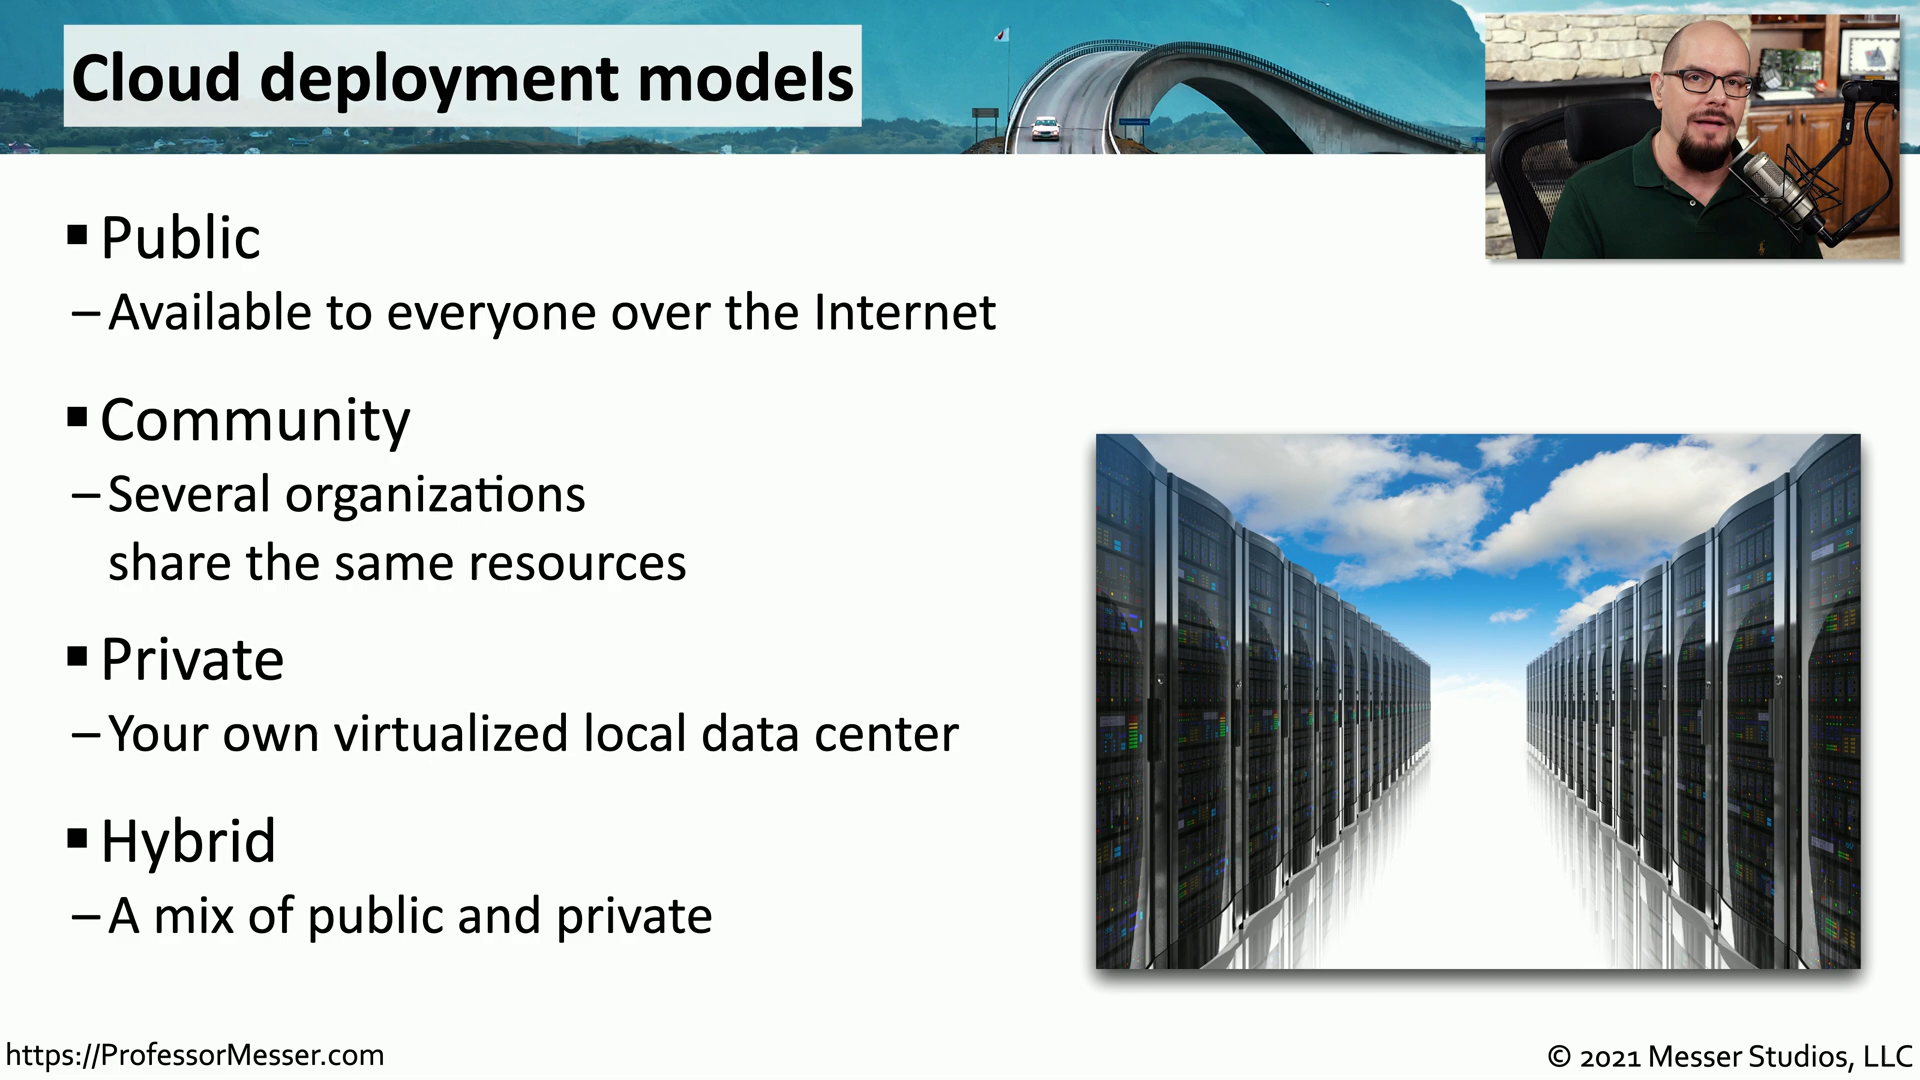 Cloud deployment models
▪ Public
– Available to everyone over the Internet
▪ Community
– Several organizations
share the same resources
▪ Private
– Your own virtualized local data center
▪ Hybrid
– A mix of public and private
https://ProfessorMesser.com
© 2021 Messer Studios, LLC